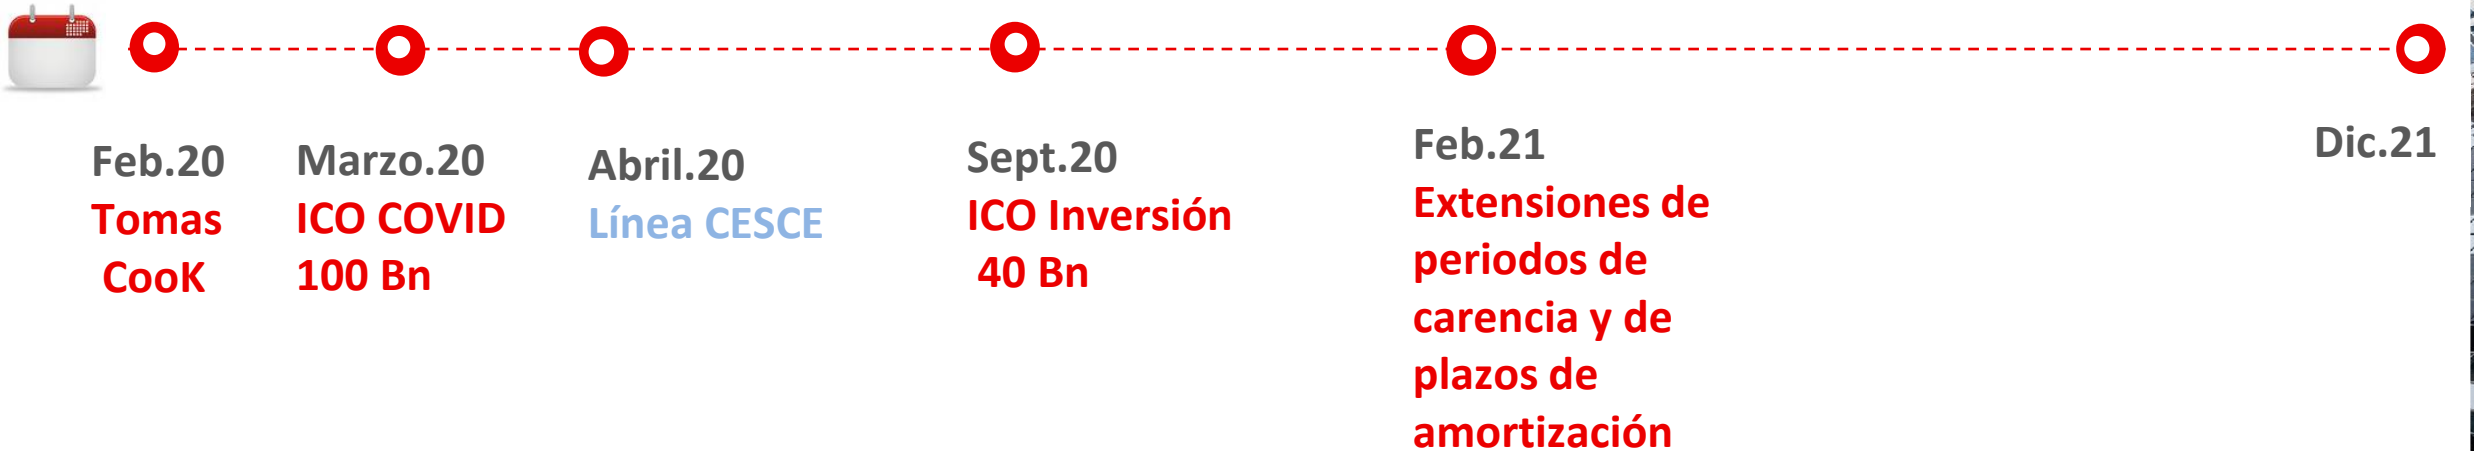 Feb.20
Tomas
CooK
Marzo.20
ICO COVID
100 Bn
Abril.20
Línea CESCE
Sept.20
ICO Inversión
40 Bn
Feb.21
Extensiones de
periodos de
carencia y de
plazos de
amortización
Dic.21